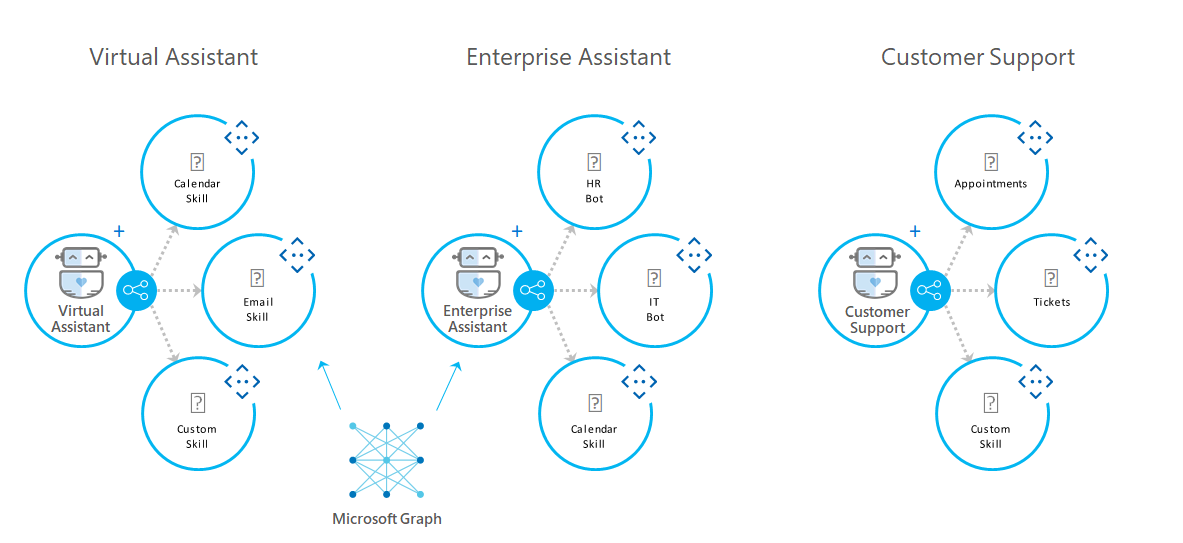 Virtual Assistant
Enterprise Assistant
Customer Support
Calendar
Skill
Email
Skill
Custom
Skill
Virtual
Assistant
HR
Bot
IT
Bot
Calendar
Skill
Enterprise
Assistant
Appointments
Tickets
Custom
Skill
Customer
Support
Microsoft Graph